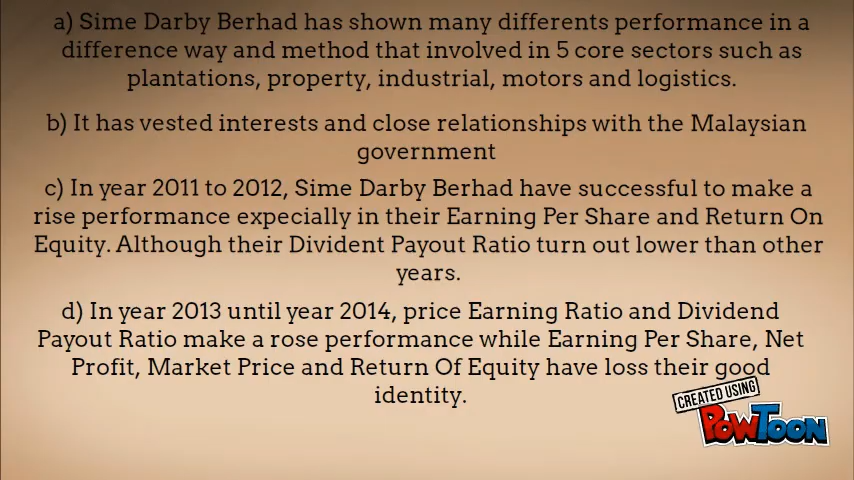 a) Sime Darby Berhad has shown many differents performance in a
difference way and method that involved in 5 core sectors such as
plantations, property, industrial, motors and logistics.
b) It has vested interests and close relationships with the Malaysian
government
c) In year 2011 to 2012, Sime Darby Berhad have successful to make a
rise performance expecially in their Earning Per Share and Return On
Equity. Although their Divident Payout Ratio turn out lower than other
years.
d) In year 2013 until year 2014, price Earning Ratio and Dividend
Payout Ratio make a rose performance while Earning Per Share, Net
Profit, Market Price and Return Of Equity have loss their good
identity.
CREATED USING
POWTOON